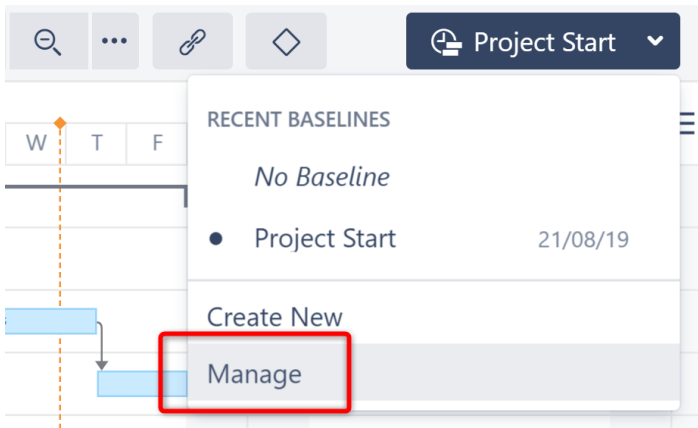 Project Start
RECENT BASELINES
W T F
No Baseline
Project Start 21/08/19
Create New
Manage